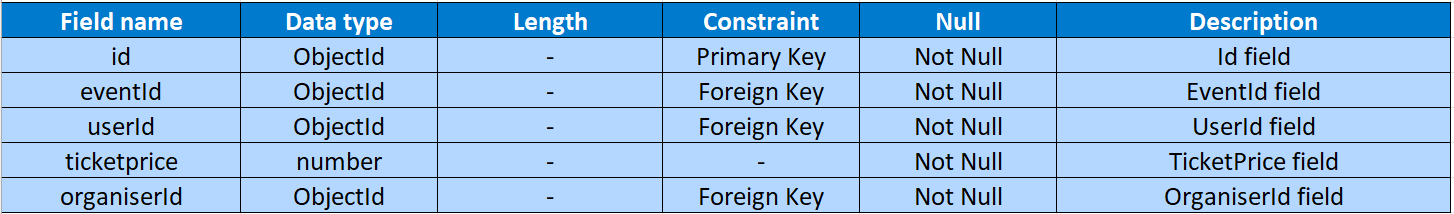 Field name Data type Length Constraint Null Description
id ObjectId - Primary Key Not Null Id field
eventId ObjectId - Foreign Key Not Null EventId field
userId ObjectId - Foreign Key Not Null UserId field
ticketprice number - - Not Null TicketPrice field
organiserId ObjectId - Foreign Key Not Null OrganiserId field